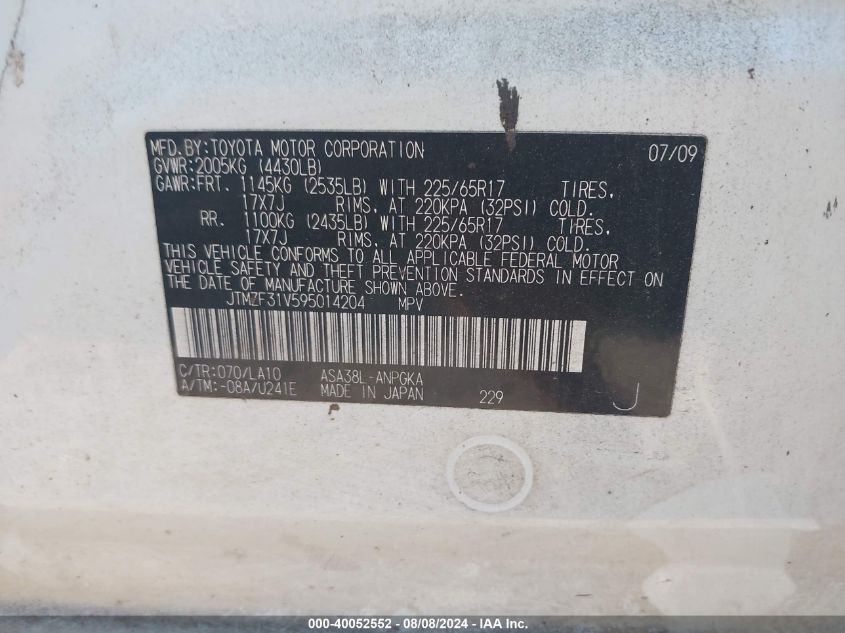 MFD.BY:TOYOTA MOTOR CORPORATION 07/09
GVWR:2005KG (4430LB)
GAWR:FRT. 1145KG (2535LB) WITH 225/65R17 TIRES,
17X7J RIMS, AT 220KPA (32PSI) COLD.
RR. 1100KG (2435LB) WITH 225/65R17 TIRES,
17X7J RIMS, AT 220KPA (32PSI) COLD.
THIS VEHICLE CONFORMS TO ALL APPLICABLE FEDERAL MOTOR
VEHICLE SAFETY AND THEFT PREVENTION STANDARDS IN EFFECT ON
THE DATE OF MANUFACTURE SHOWN ABOVE.
JTMZF31V595014204 MPV
C/TR:070/LA10 ASA38L-ANPGKA
A/TM:-08A/U241E MADE IN JAPAN 229 J
000-40052552 - 08/08/2024 - IAA Inc.